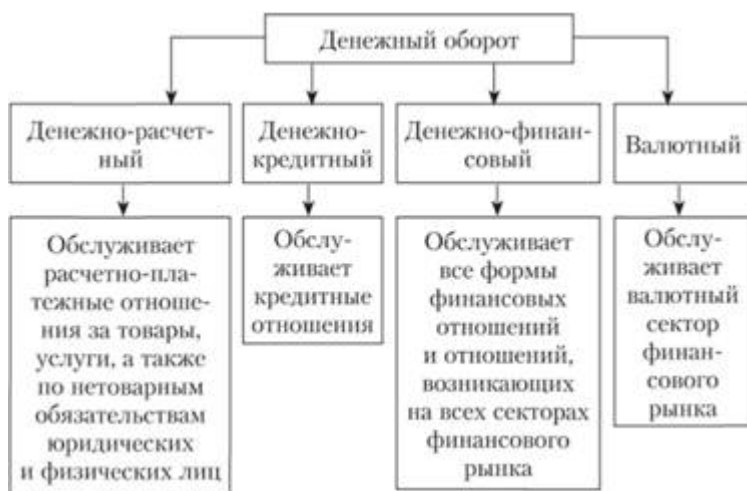 Денежный оборот
Денежно-расчет-
ный
Денежно-
кредитный
Денежно-финан-
совый
Валютный
Обслуживает
расчетно-пла-
тежные отноше-
ния за товары,
услуги, а также
по нетоварным
обязательствам
юридических
и физических лиц
Обслу-
живает
кредитные
отношения
Обслуживает
все формы
финансовых
отношений
и отношений,
возникающих
на всех секторах
финансового
рынка
Обслу-
живает
валютный
сектор
финан-
сового
рынка